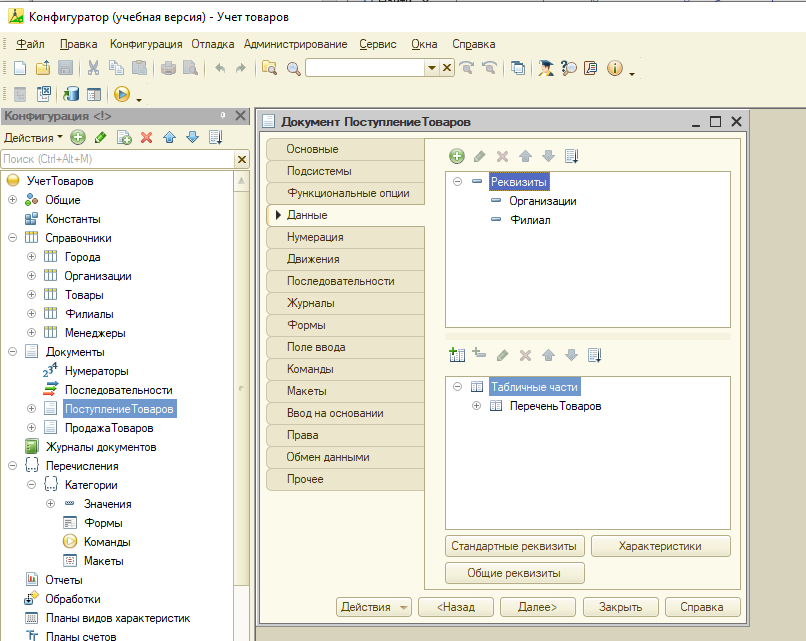 Конфигуратор (учебная версия) - Учет товаров
Файл Правка Конфигурация Отладка Администрирование Сервис Окна Справка
Конфигурация <!>
Действия
Поиск (Ctrl+Alt+M)
УчетТоваров
Общие
Константы
Справочники
Города
Организации
Товары
Филиалы
Менеджеры
Документы
Нумераторы
Последовательности
ПоступлениеТоваров
ПродажаТоваров
Журналы документов
Перечисления
Категории
Значения
Формы
Команды
Макеты
Отчеты
Обработки
Планы видов характеристик
Планы счетов
Документ ПоступлениеТоваров
Основные
Подсистемы
Функциональные опции
Данные
Нумерация
Движения
Последовательности
Журналы
Формы
Поле ввода
Команды
Макеты
Ввод на основании
Права
Обмен данными
Прочее
Реквизиты
Организации
Филиал
Табличные части
ПереченьТоваров
Стандартные реквизиты Характеристики
Общие реквизиты
Действия <Назад Далее> Закрыть Справка